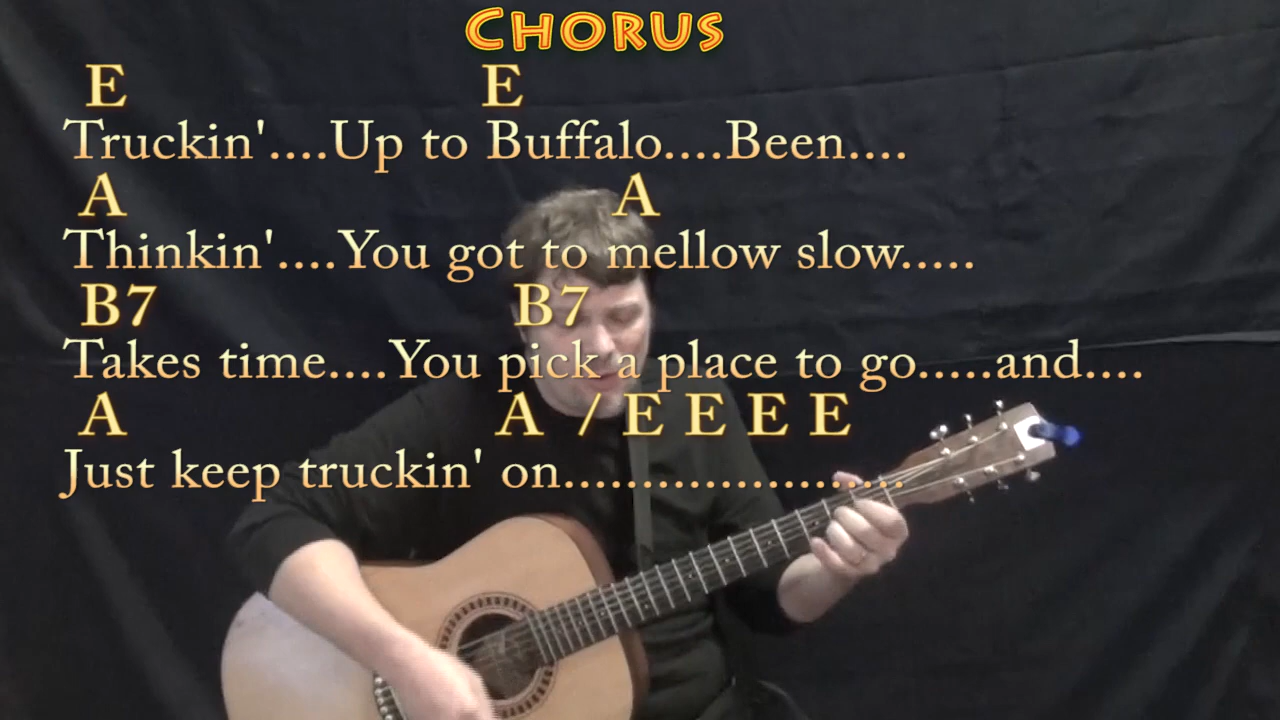 CHORUS
E E
Truckin'....Up to Buffalo....Been....
A A
Thinkin'....You got to mellow slow.....
B7 B7
Takes time....You pick a place to go.....and....
A A / E E E E
Just keep truckin' on......................